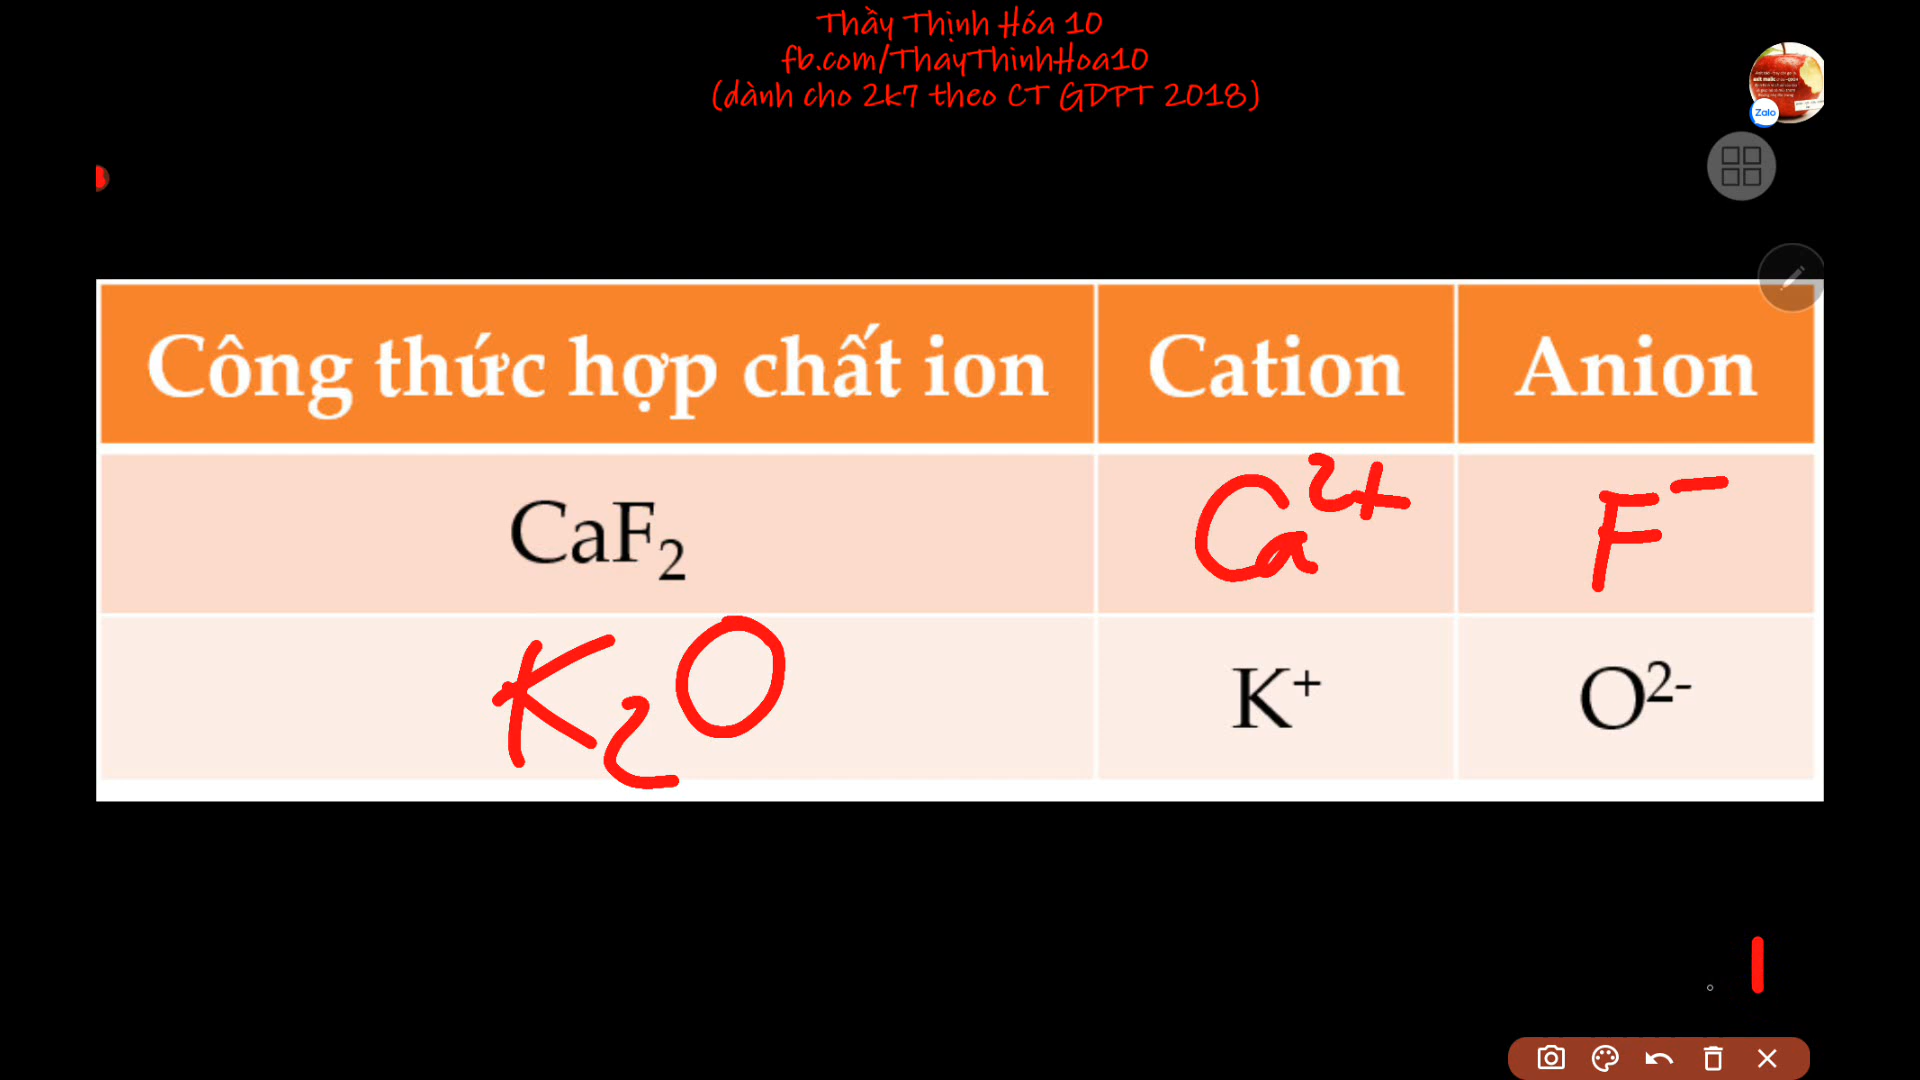 Thầy Thịnh Hóa 10
fb.com/ThayThinhHoa10
(dành cho 2k7 theo CT GDPT 2018)
Zalo
Công thức hợp chất ion Cation Anion
CaF₂ Ca²⁺ F⁻
K₂O K⁺ O²⁻